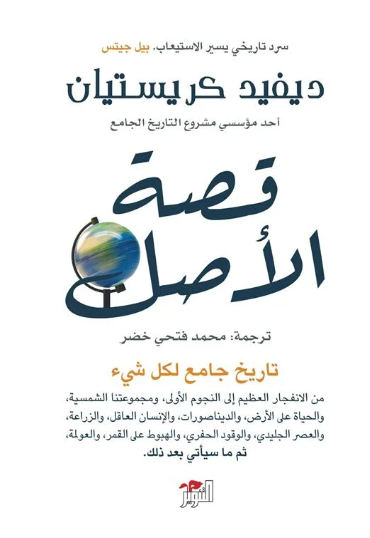 سرد تاريخي يسير الاستيعاب. بيل جيتس
ديفيد كريستيان
أحد مؤسسي مشروع التاريخ الجامع
قصة
الأصل
ترجمة: محمد فتحي خضر
تاريخ جامع لكل شيء
من الانفجار العظيم إلى النجوم الأولى، ومجموعتنا الشمسية،
والحياة على الأرض، والديناصورات، والإنسان العاقل، والزراعة،
والعصر الجليدي، والوقود الحفري، والهبوط على القمر، والعولمة،
ثم ما سيأتي بعد ذلك.
التنوير